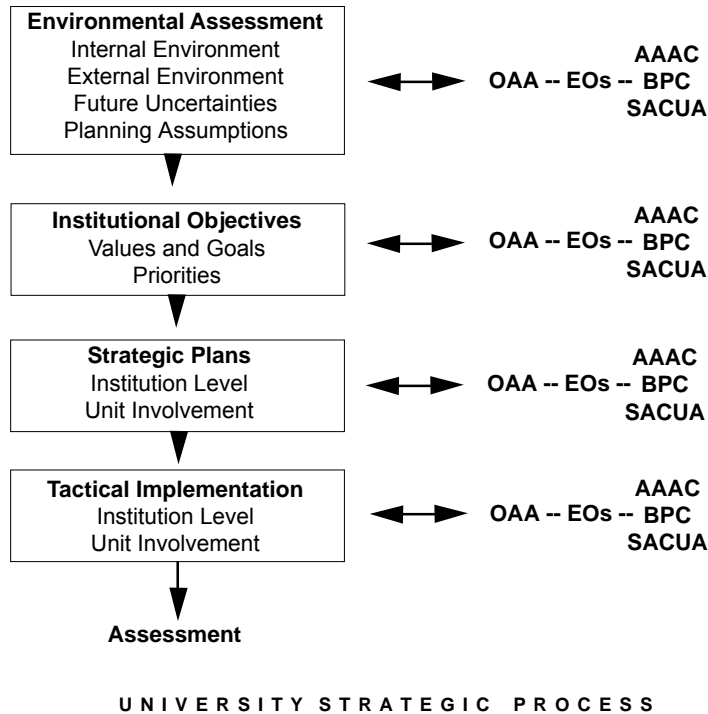 Environmental Assessment
Internal Environment
External Environment
Future Uncertainties
Planning Assumptions
AAAC
OAA -- EOs -- BPC
SACUA
Institutional Objectives
Values and Goals
Priorities
AAAC
OAA -- EOs -- BPC
SACUA
Strategic Plans
Institution Level
Unit Involvement
AAAC
OAA -- EOs -- BPC
SACUA
Tactical Implementation
Institution Level
Unit Involvement
AAAC
OAA -- EOs -- BPC
SACUA
Assessment
UNIVERSITY STRATEGIC PROCESS